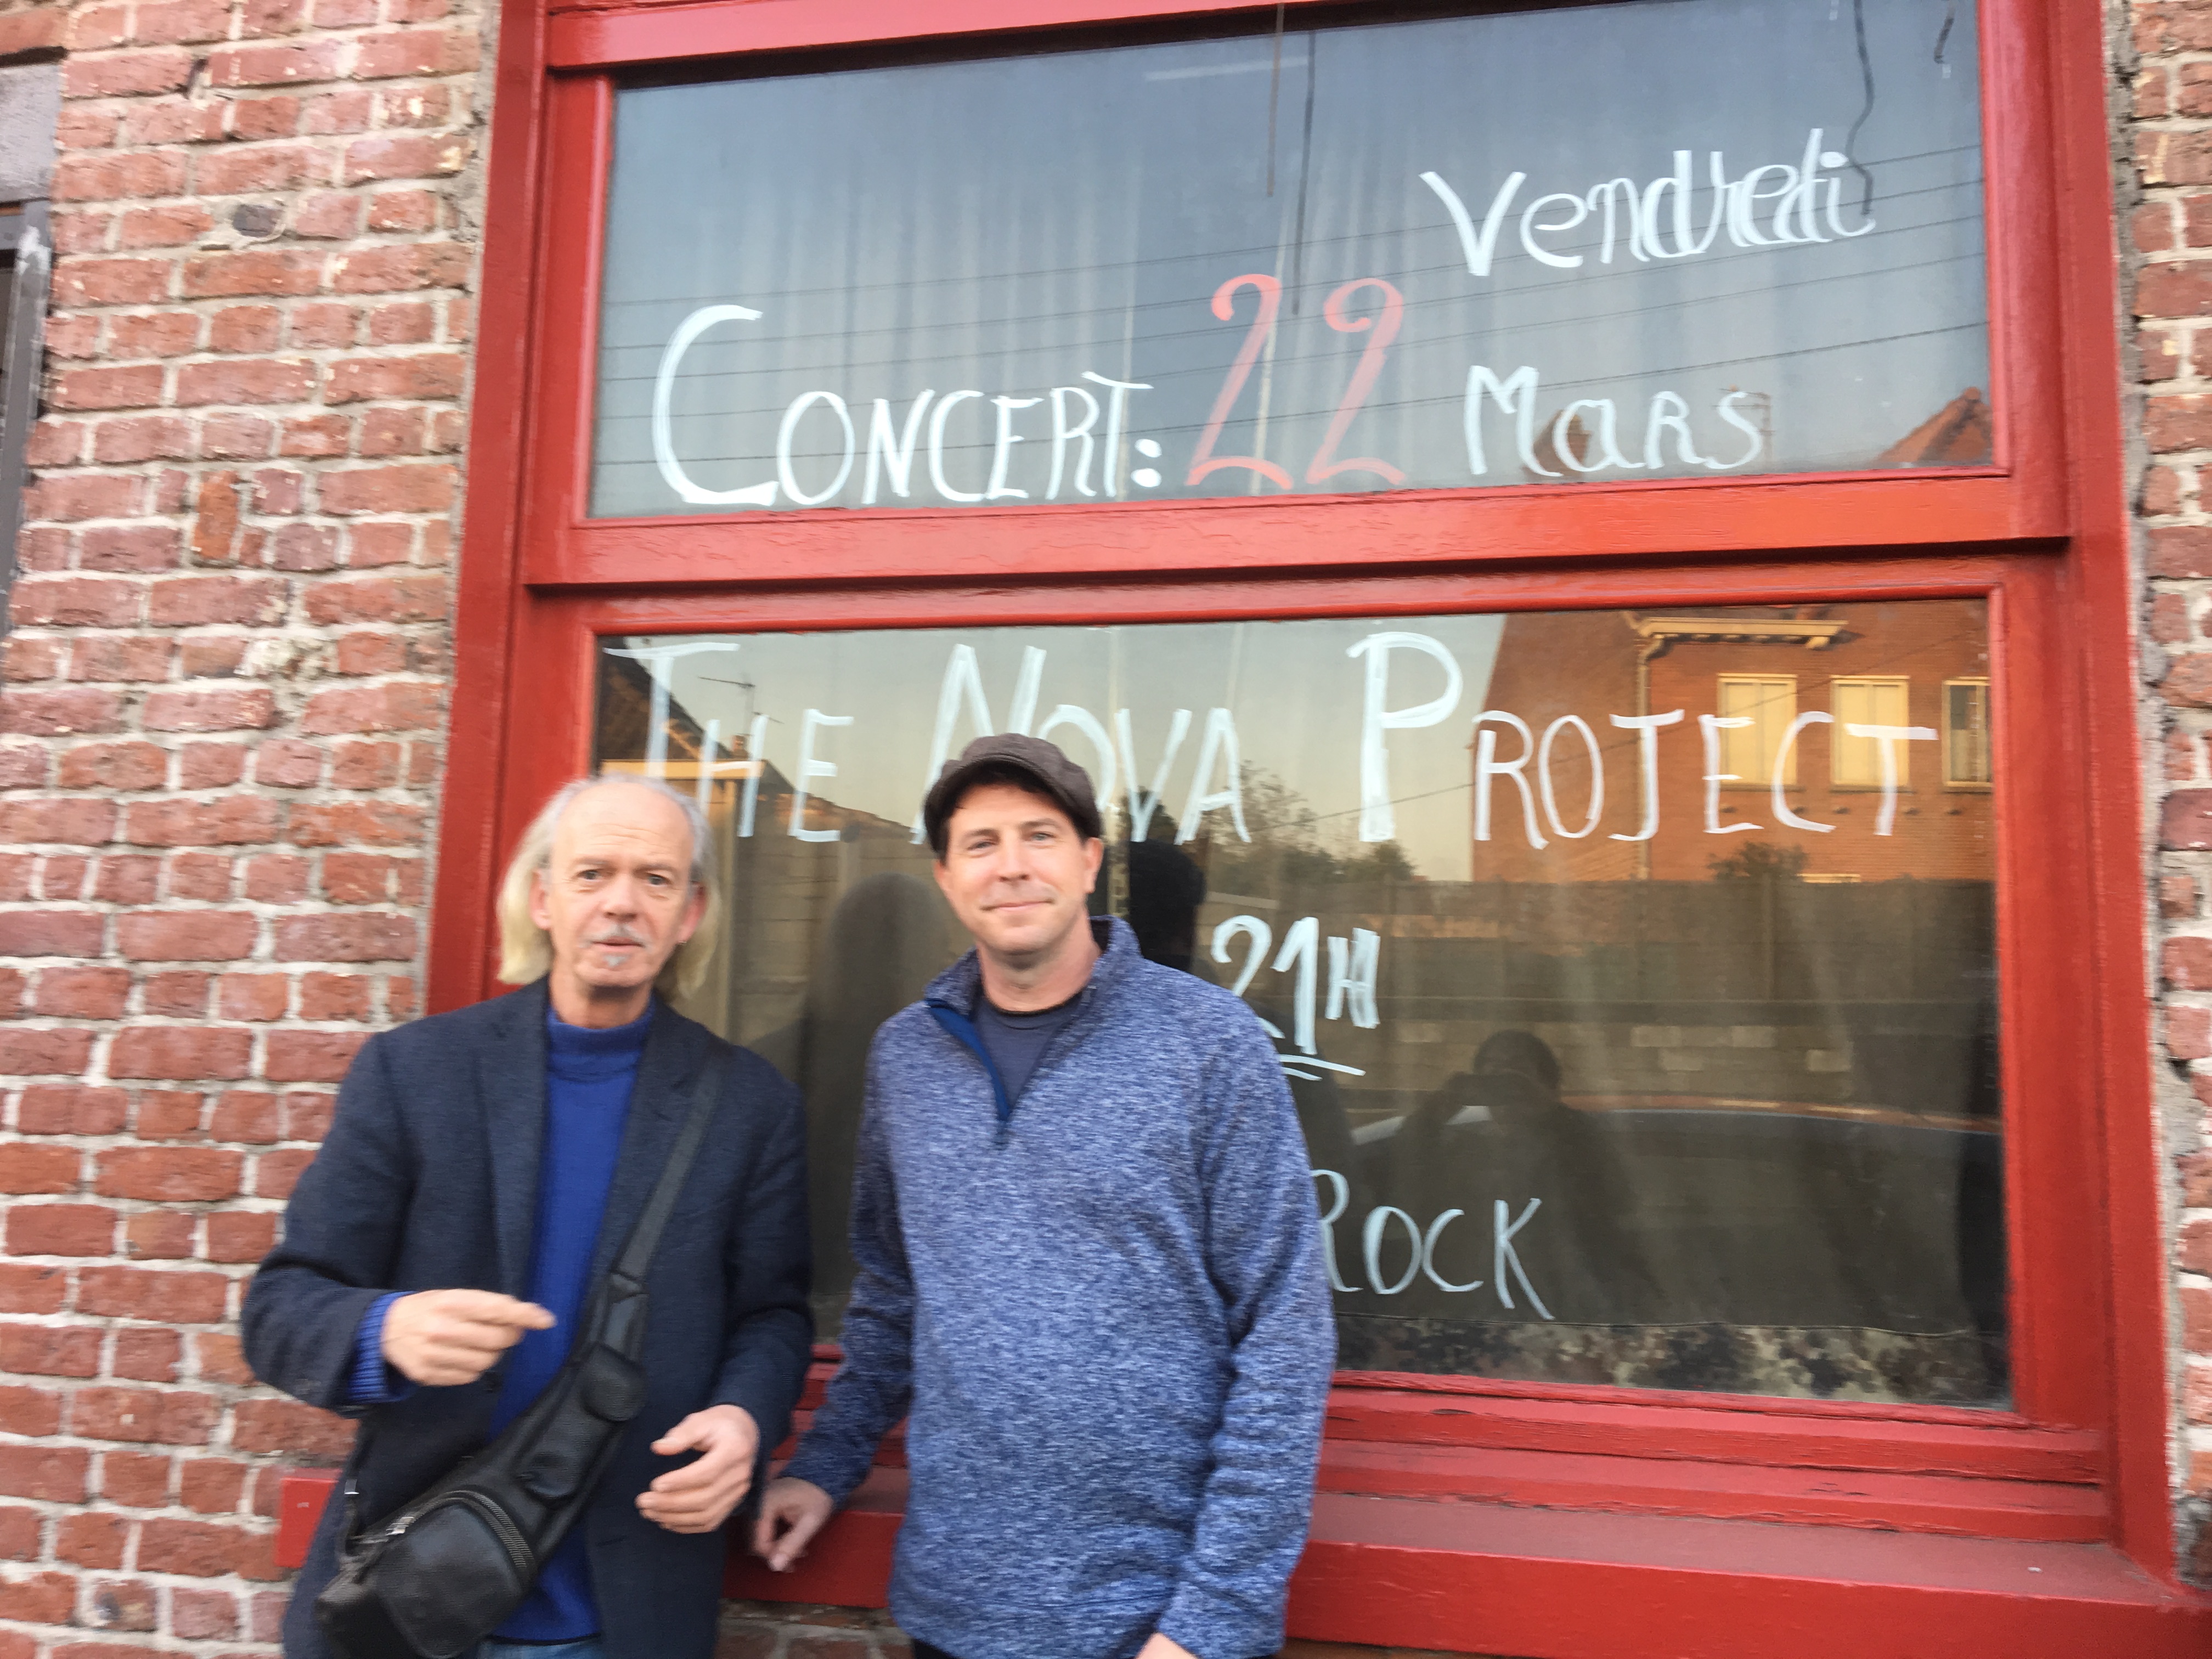 Vendredi
CONCERT: 22 MARS
THE NOVA PROJECT
21H
ROCK